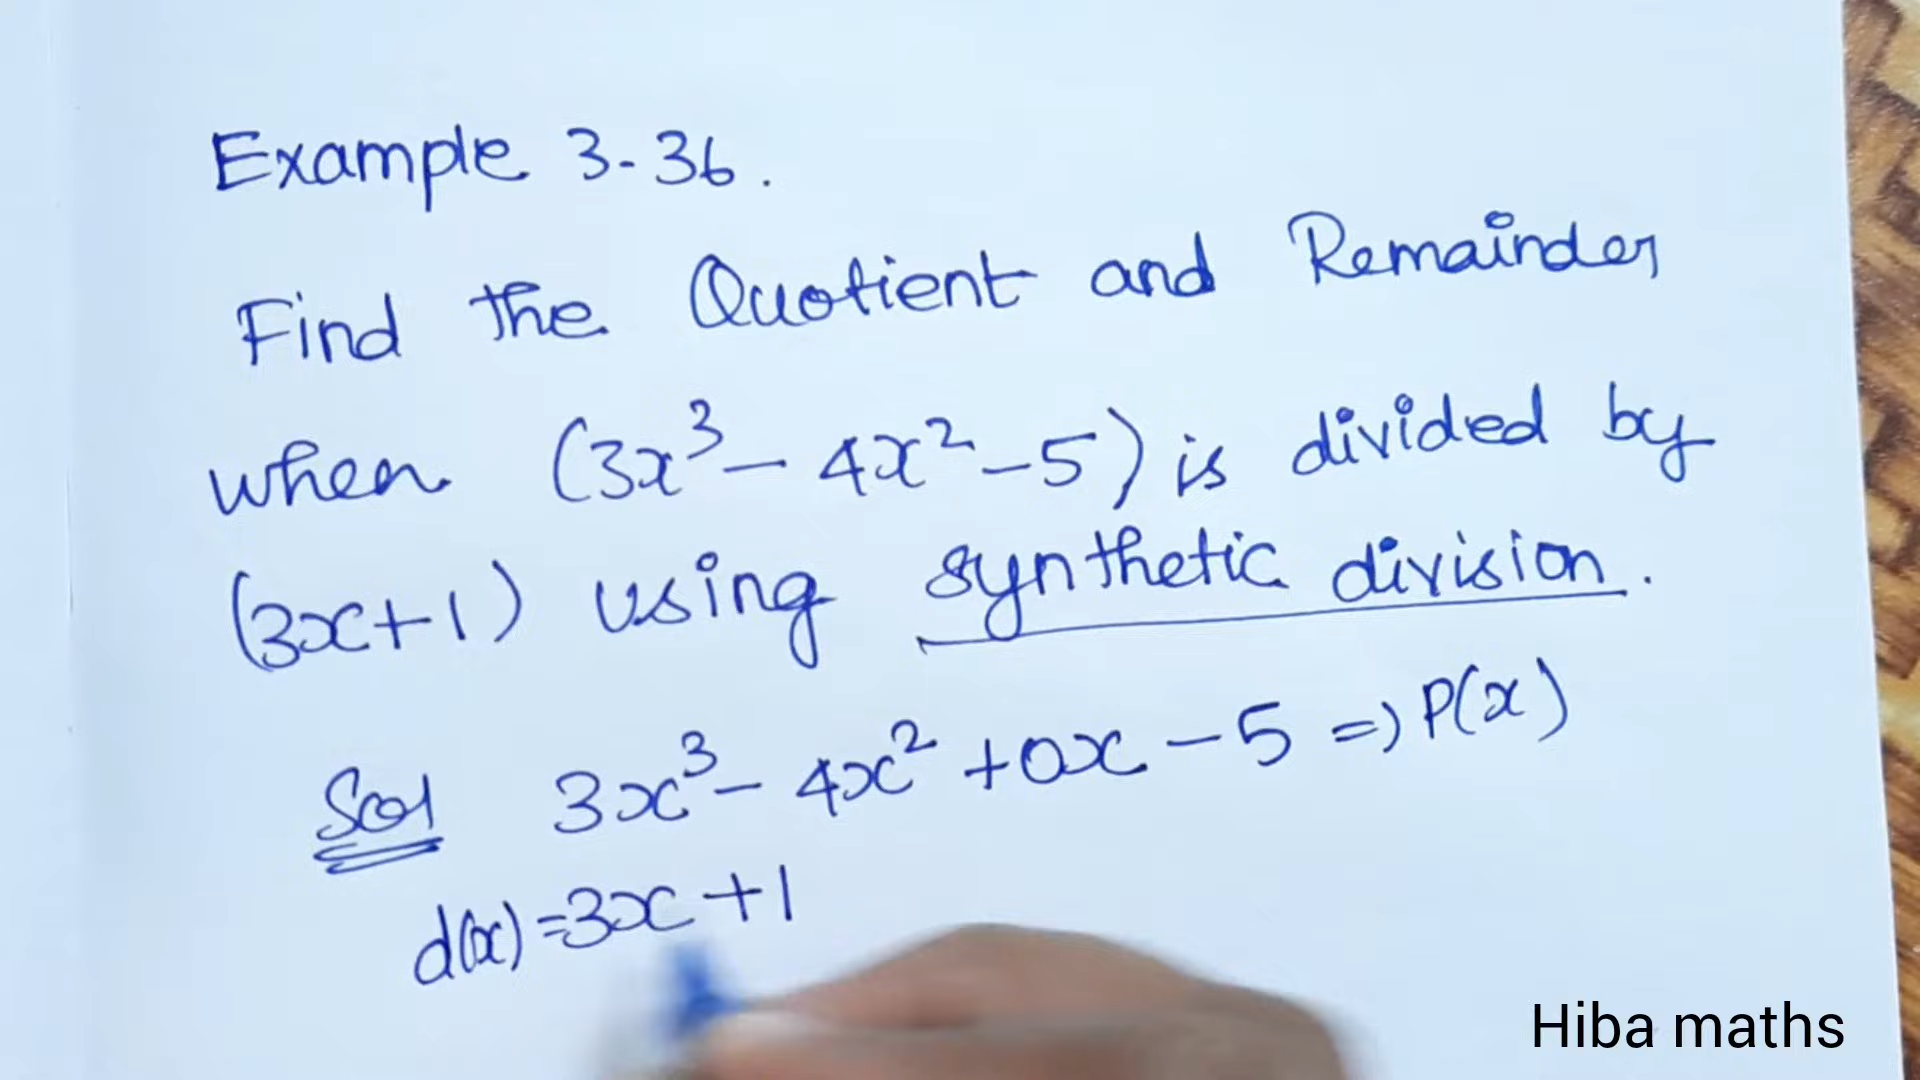 Example 3-36.
Find the Quotient and Remainder
when (3x³ - 4x² - 5) is divided by
(3x+1) using synthetic division.
Sol 3x³ - 4x² + 0x - 5 => P(x)
d(x) = 3x + 1
Hiba maths